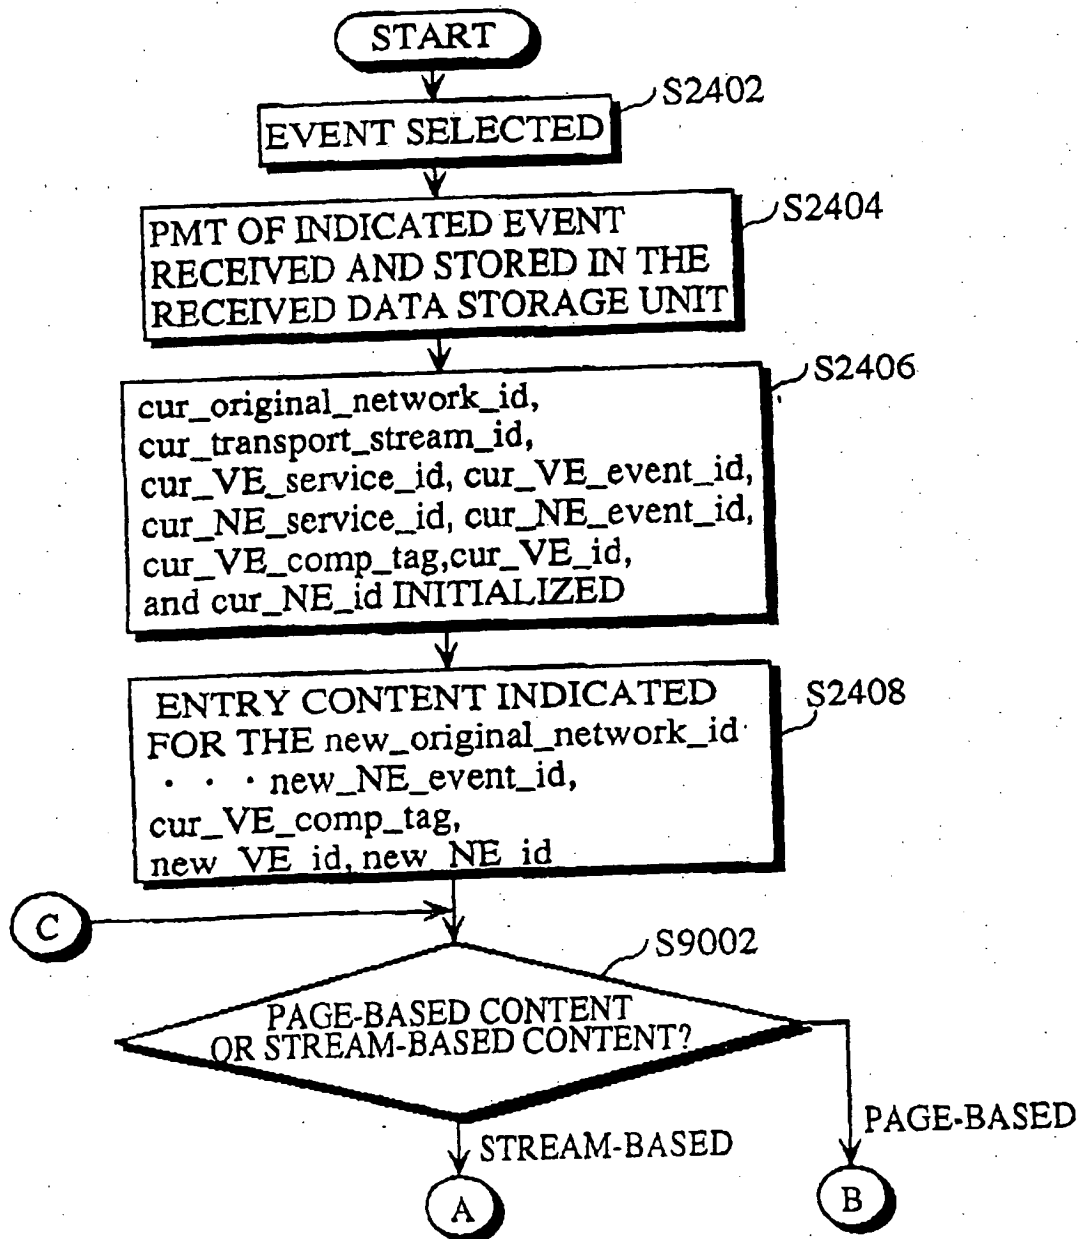 START
S2402
EVENT SELECTED
S2404
PMT OF INDICATED EVENT
RECEIVED AND STORED IN THE
RECEIVED DATA STORAGE UNIT
S2406
cur_original_network_id,
cur_transport_stream_id,
cur_VE_service_id, cur_VE_event_id,
cur_NE_service_id, cur_NE_event_id,
cur_VE_comp_tag,cur_VE_id,
and cur_NE_id INITIALIZED
S2408
ENTRY CONTENT INDICATED
FOR THE new_original_network_id
· · · new_NE_event_id,
cur_VE_comp_tag,
new_VE_id, new_NE_id
C
S9002
PAGE-BASED CONTENT
OR STREAM-BASED CONTENT?
PAGE-BASED
STREAM-BASED
A
B